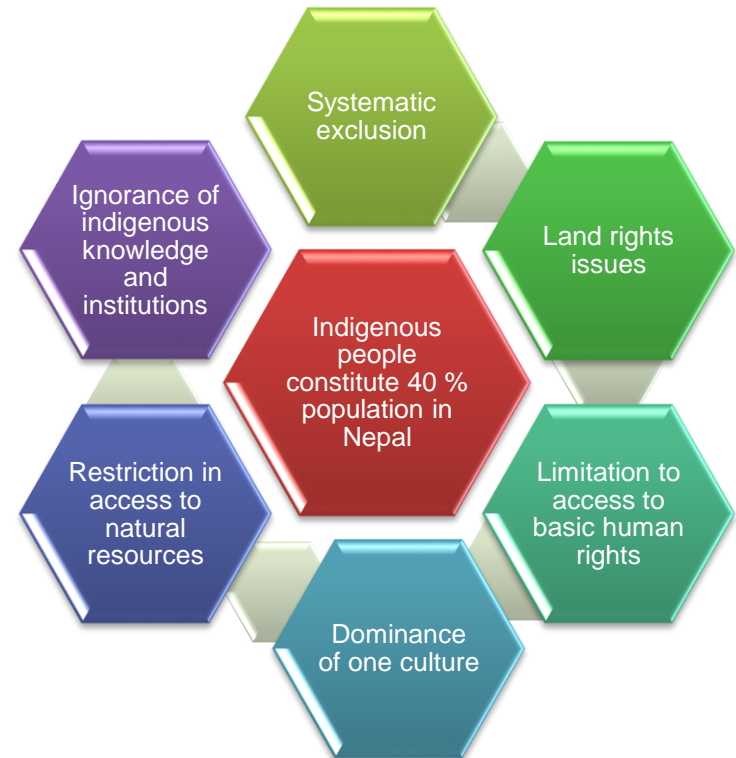 Systematic
exclusion
Land rights
issues
Limitation to
access to
basic human
rights
Dominance
of one culture
Restriction in
access to
natural
resources
Ignorance of
indigenous
knowledge
and
institutions
Indigenous
people
constitute 40 %
population in
Nepal